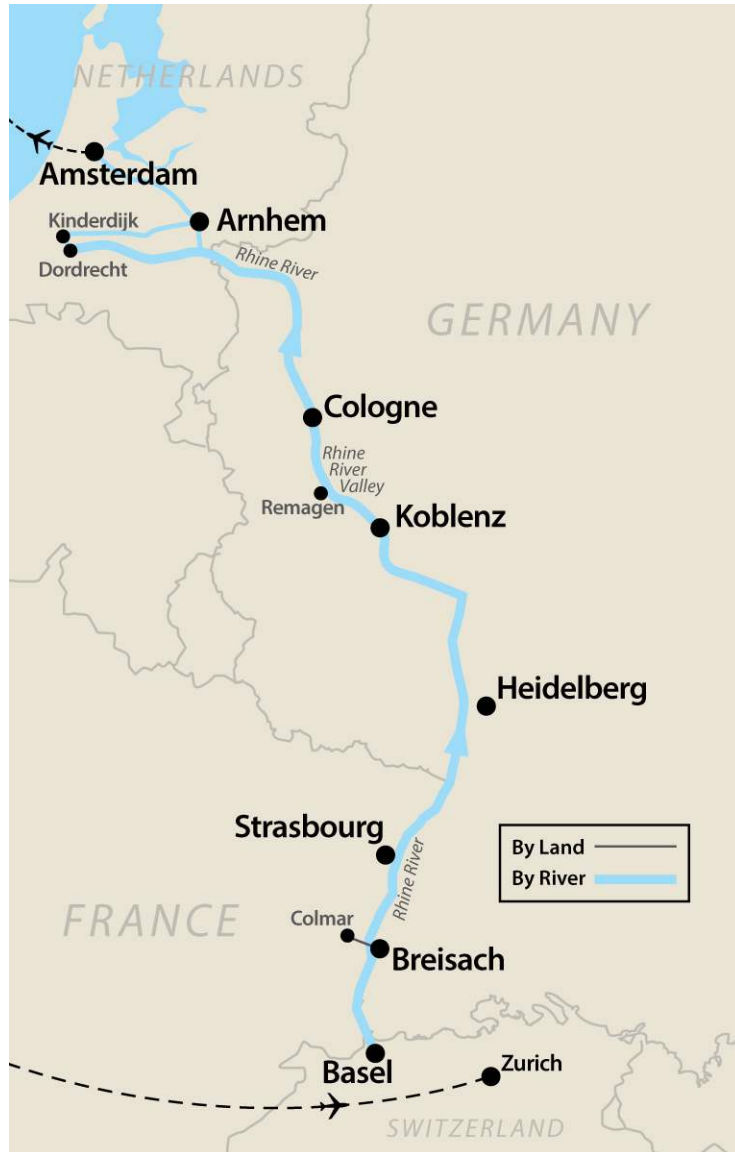 NETHERLANDS
Amsterdam
Kinderdijk
Arnhem
Dordrecht
Rhine River
GERMANY
Cologne
Rhine
River
Valley
Remagen
Koblenz
Heidelberg
Strasbourg
By Land
By River
Rhine River
FRANCE
Colmar
Breisach
Basel
Zurich
SWITZERLAND